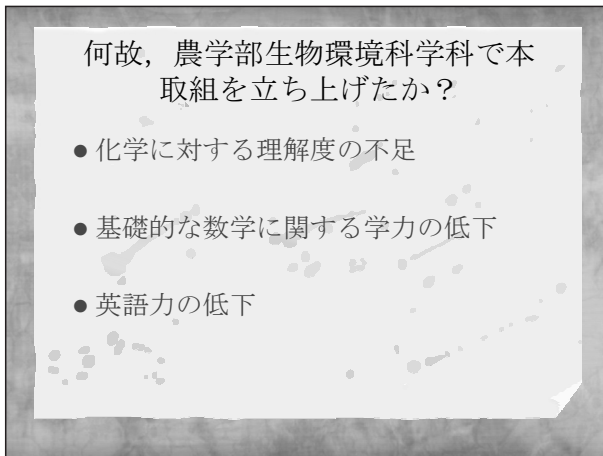 何故，農学部生物環境科学科で本
取組を立ち上げたか？
● 化学に対する理解度の不足
● 基礎的な数学に関する学力の低下
● 英語力の低下